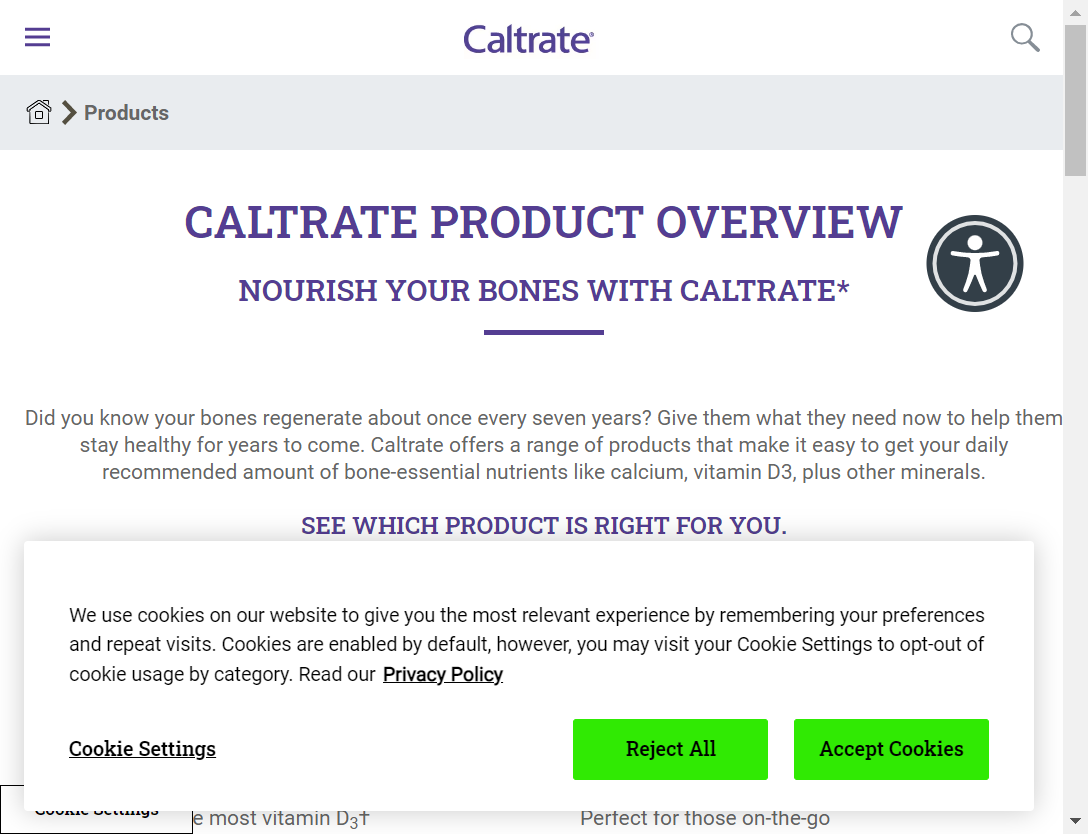 Caltrate®
Products
CALTRATE PRODUCT OVERVIEW
NOURISH YOUR BONES WITH CALTRATE*
Did you know your bones regenerate about once every seven years? Give them what they need now to help them
stay healthy for years to come. Caltrate offers a range of products that make it easy to get your daily
recommended amount of bone-essential nutrients like calcium, vitamin D3, plus other minerals.
SEE WHICH PRODUCT IS RIGHT FOR YOU.
We use cookies on our website to give you the most relevant experience by remembering your preferences
and repeat visits. Cookies are enabled by default, however, you may visit your Cookie Settings to opt-out of
cookie usage by category. Read our Privacy Policy
Cookie Settings
Reject All
Accept Cookies
Cookie Settings
e most vitamin D3†
Perfect for those on-the-go